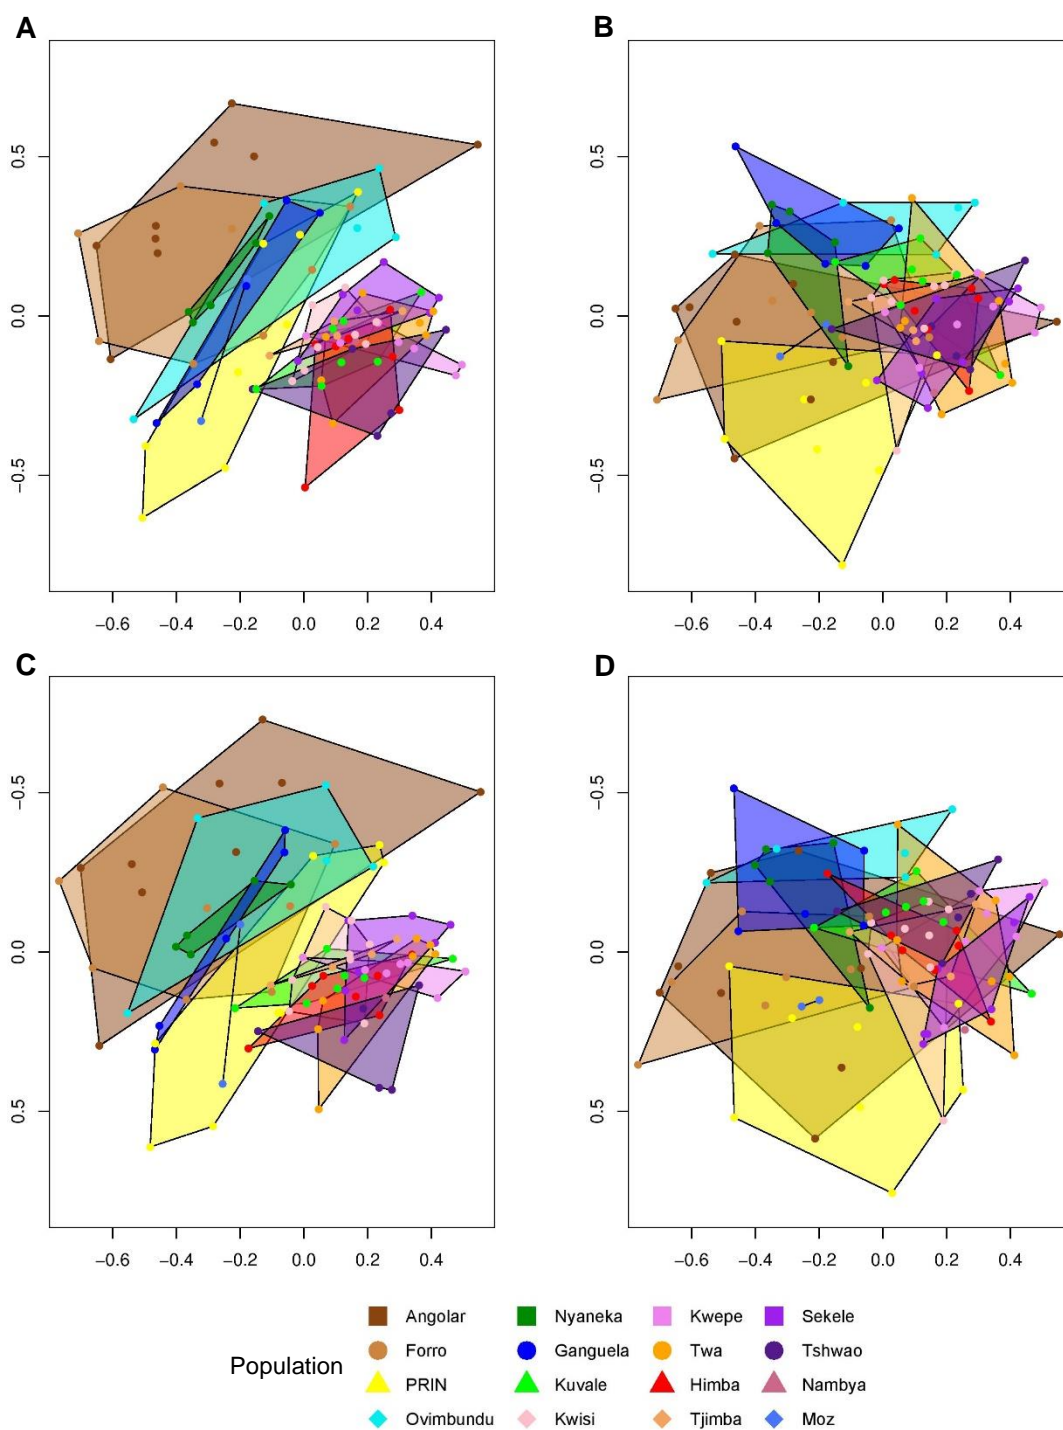 A
B
0.5
0.0
−0.5
−0.6 −0.4 −0.2 0.0 0.2 0.4
0.5
0.0
−0.5
−0.6 −0.4 −0.2 0.0 0.2 0.4
C
D
−0.5
0.0
0.5
−0.6 −0.4 −0.2 0.0 0.2 0.4
−0.5
0.0
0.5
−0.6 −0.4 −0.2 0.0 0.2 0.4
Population
Angolar Nyaneka Kwepe Sekele
Forro Ganguela Twa Tshwao
PRIN Kuvale Himba Nambya
Ovimbundu Kwisi Tjimba Moz